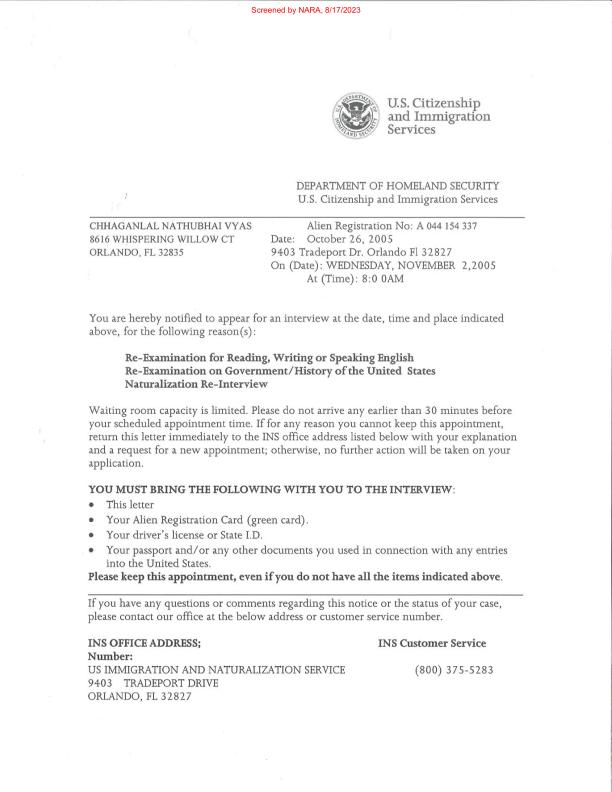 Screened by NARA, 8/17/2023
U.S. Citizenship
and Immigration
Services
DEPARTMENT OF HOMELAND SECURITY
U.S. Citizenship and Immigration Services
CHHAGANLAL NATHUBHAI VYAS
8616 WHISPERING WILLOW CT
ORLANDO, FL 32835
Alien Registration No: A 044 154 337
Date: October 26, 2005
9403 Tradeport Dr. Orlando Fl 32827
On (Date): WEDNESDAY, NOVEMBER 2,2005
At (Time): 8:0 0AM
You are hereby notified to appear for an interview at the date, time and place indicated
above, for the following reason(s):
Re-Examination for Reading, Writing or Speaking English
Re-Examination on Government/History of the United States
Naturalization Re-Interview
Waiting room capacity is limited. Please do not arrive any earlier than 30 minutes before
your scheduled appointment time. If for any reason you cannot keep this appointment,
return this letter immediately to the INS office address listed below with your explanation
and a request for a new appointment; otherwise, no further action will be taken on your
application.
YOU MUST BRING THE FOLLOWING WITH YOU TO THE INTERVIEW:
• This letter
• Your Alien Registration Card (green card).
• Your driver's license or State I.D.
• Your passport and/or any other documents you used in connection with any entries
into the United States.
Please keep this appointment, even if you do not have all the items indicated above.
If you have any questions or comments regarding this notice or the status of your case,
please contact our office at the below address or customer service number.
INS OFFICE ADDRESS; INS Customer Service
Number:
US IMMIGRATION AND NATURALIZATION SERVICE (800) 375-5283
9403 TRADEPORT DRIVE
ORLANDO, FL 32827